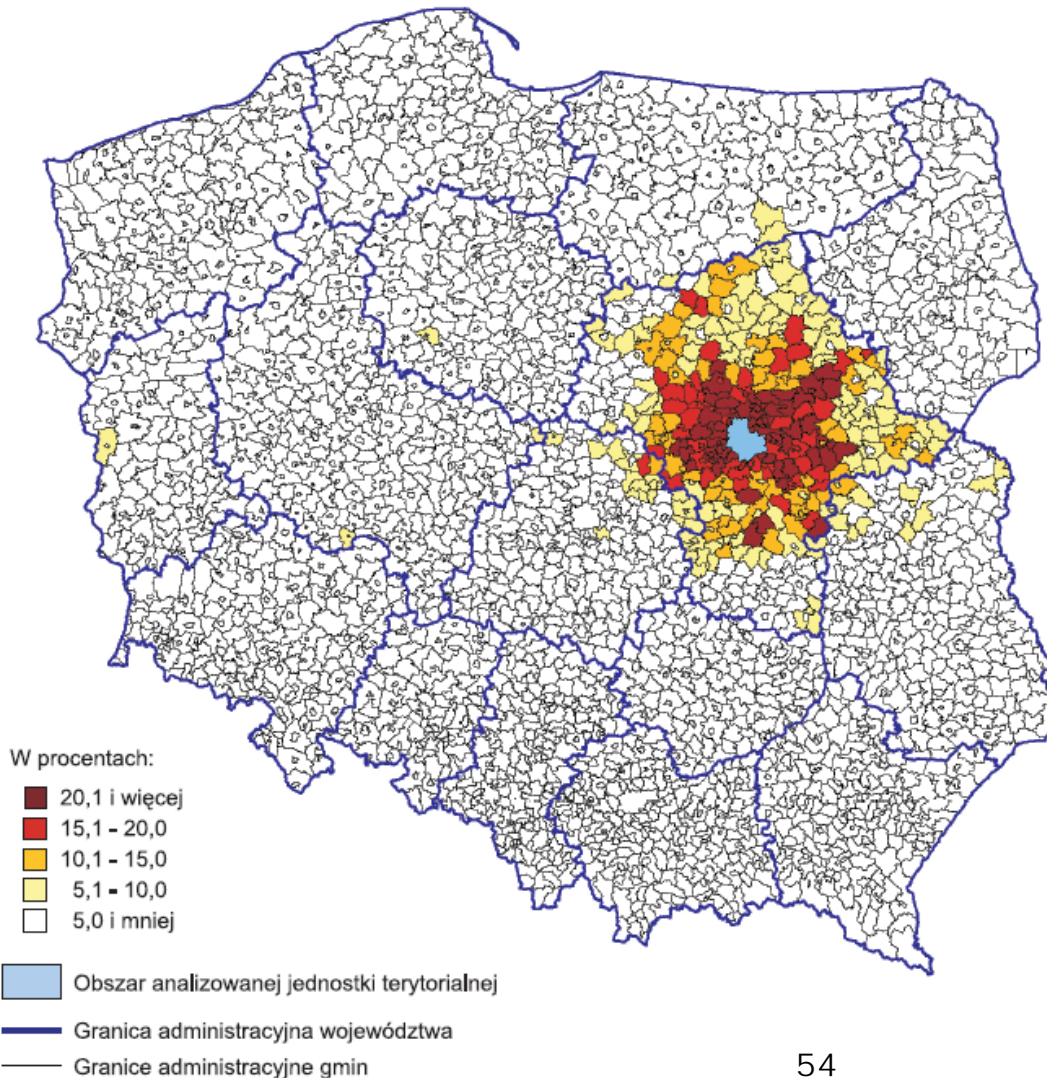 W procentach:
20,1 i więcej
15,1 - 20,0
10,1 - 15,0
5,1 - 10,0
5,0 i mniej
Obszar analizowanej jednostki terytorialnej
Granica administracyjna województwa
Granice administracyjne gmin
54